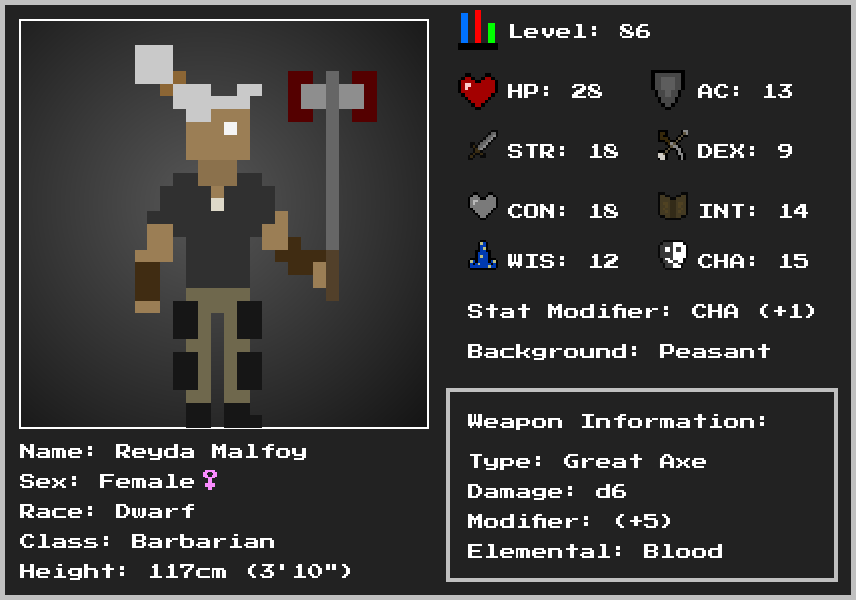 Level: 86
HP: 28
AC: 13
STR: 18
DEX: 9
CON: 18
INT: 14
WIS: 12
CHA: 15
Stat Modifier: CHA (+1)
Background: Peasant
Weapon Information:
Type: Great Axe
Damage: d6
Modifier: (+5)
Elemental: Blood
Name: Reyda Malfoy
Sex: Female♀
Race: Dwarf
Class: Barbarian
Height: 117cm (3'10")